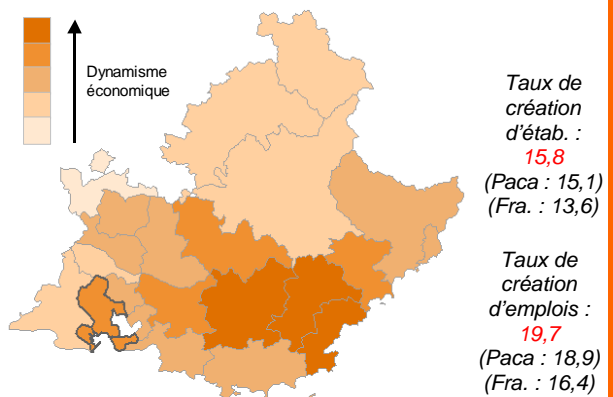 Dynamisme
économique
Taux de
création
d'étab. :
15,8
(Paca : 15,1)
(Fra. : 13,6)
Taux de
création
d'emplois :
19,7
(Paca : 18,9)
(Fra. : 16,4)